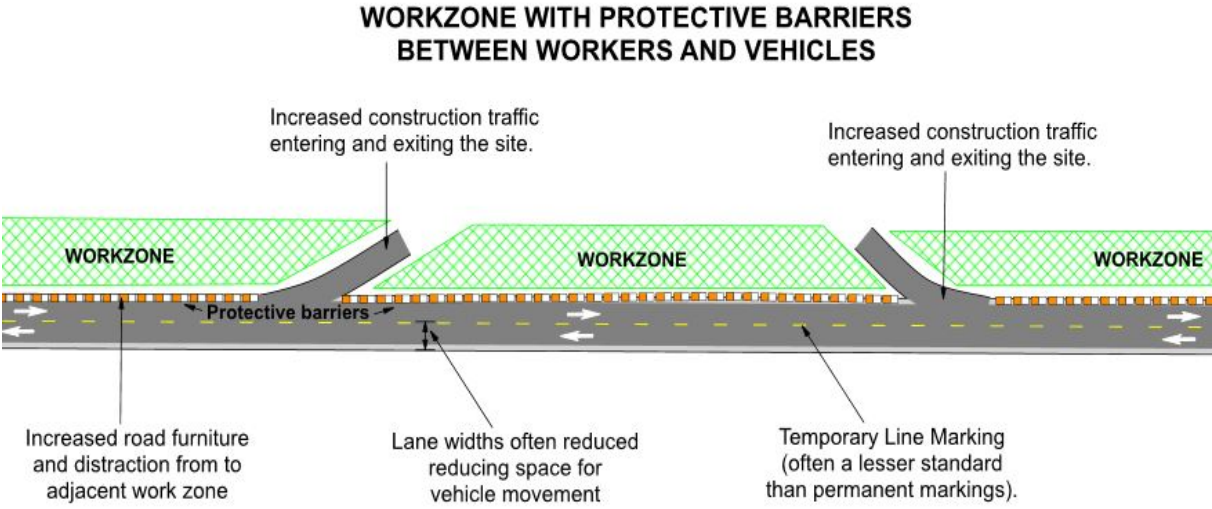 WORKZONE WITH PROTECTIVE BARRIERS
BETWEEN WORKERS AND VEHICLES
Increased construction traffic
entering and exiting the site.
Increased construction traffic
entering and exiting the site.
WORKZONE
WORKZONE
WORKZONE
Protective barriers
Increased road furniture
and distraction from to
adjacent work zone
Lane widths often reduced
reducing space for
vehicle movement
Temporary Line Marking
(often a lesser standard
than permanent markings).